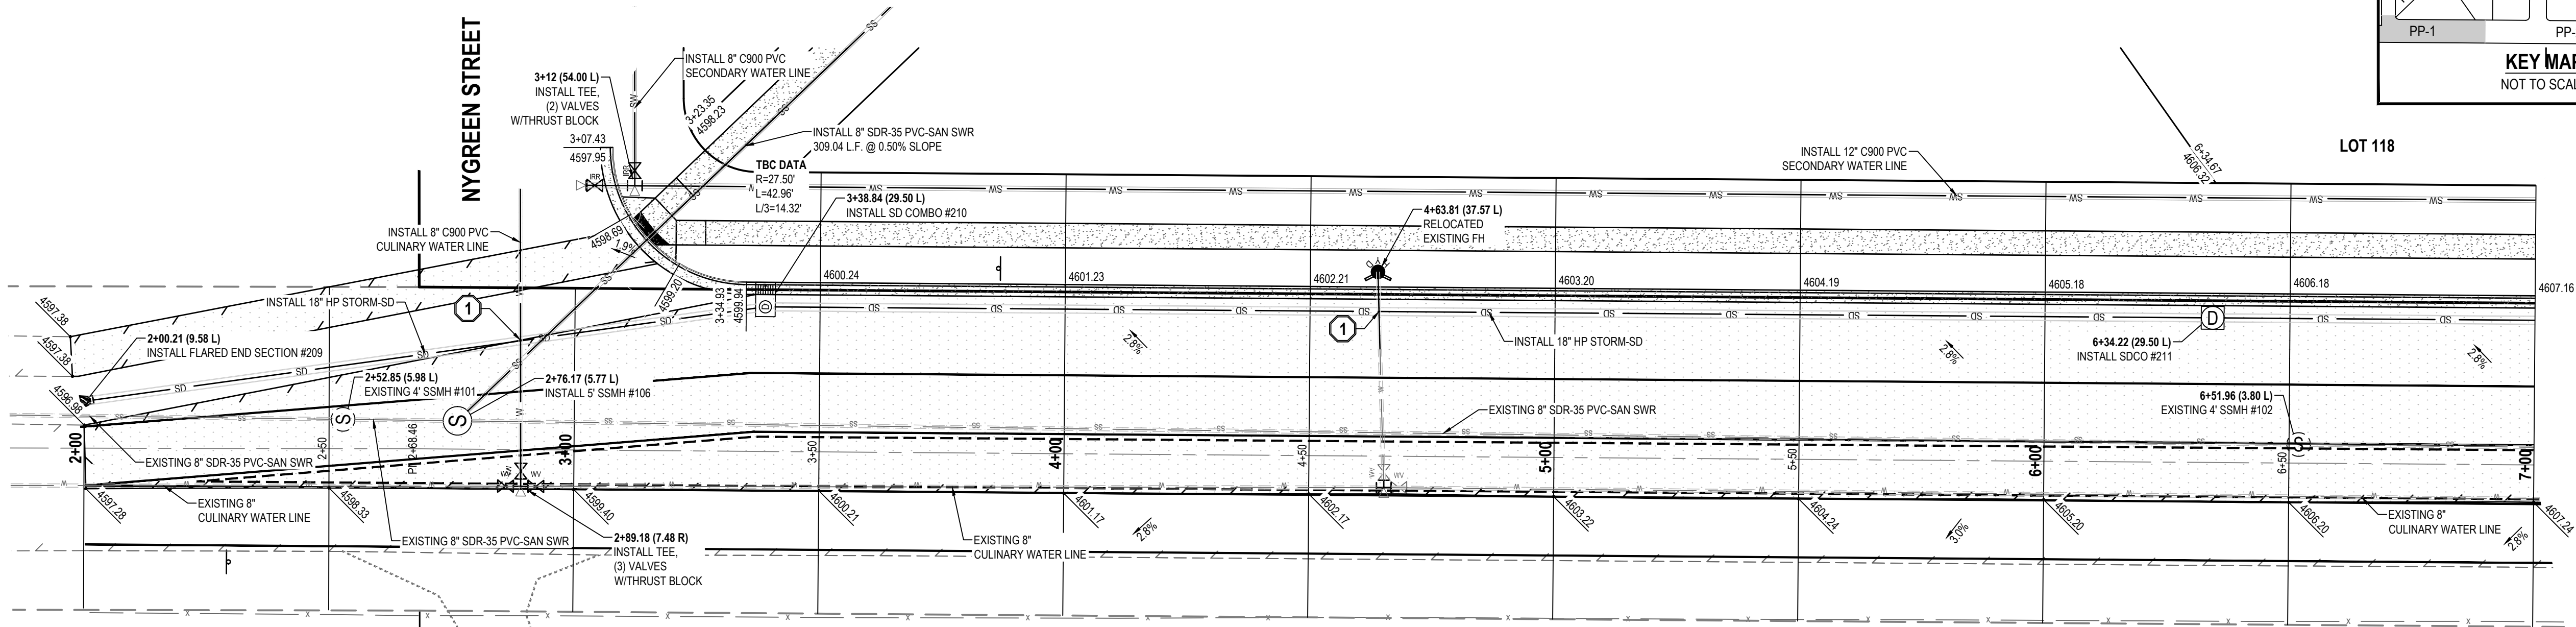 NYGREEN STREET
INSTALL 8" C900 PVC
SECONDARY WATER LINE
3+12 (54.00 L)
INSTALL TEE,
(2) VALVES
W/THRUST BLOCK
3+07.43
4597.95
3+23.35
4598.23
SS
SW
IRR
IRR
INSTALL 8" SDR-35 PVC-SAN SWR
309.04 L.F. @ 0.50% SLOPE
TBC DATA
R=27.50'
L=42.96'
L/3=14.32'
3+38.84 (29.50 L)
INSTALL SD COMBO #210
4598.69
1.9%
4599.20
3+34.93
4599.94
INSTALL 8" C900 PVC
CULINARY WATER LINE
INSTALL 18" HP STORM-SD
1
4597.38
4597.38
4596.98
2+00.21 (9.58 L)
INSTALL FLARED END SECTION #209
2+52.85 (5.98 L)
EXISTING 4' SSMH #101
2+76.17 (5.77 L)
INSTALL 5' SSMH #106
(S)
S
PP-1
PP-
KEY MAP
NOT TO SCAL
LOT 118
6+34.67
4606.32
INSTALL 12" C900 PVC
SECONDARY WATER LINE
4+63.81 (37.57 L)
RELOCATED
EXISTING FH
4600.24
4601.23
4602.21
4603.20
4604.19
4605.18
4606.18
4607.16
1
INSTALL 18" HP STORM-SD
D
6+34.22 (29.50 L)
INSTALL SDCO #211
2.8%
2.8%
2.8%
EXISTING 8" SDR-35 PVC-SAN SWR
6+51.96 (3.80 L)
EXISTING 4' SSMH #102
(S)
2+00
2+50
PI 2+68.46
3+00
3+50
4+00
4+50
5+00
5+50
6+00
6+50
7+00
EXISTING 8" SDR-35 PVC-SAN SWR
EXISTING 8"
CULINARY WATER LINE
4597.28
4598.33
4599.40
4600.21
4601.17
4602.17
4603.22
4604.24
4605.20
4606.20
4607.24
EXISTING 8" SDR-35 PVC-SAN SWR
2+89.18 (7.48 R)
INSTALL TEE,
(3) VALVES
W/THRUST BLOCK
EXISTING 8"
CULINARY WATER LINE
2.8%
3.0%
2.8%
EXISTING 8"
CULINARY WATER LINE